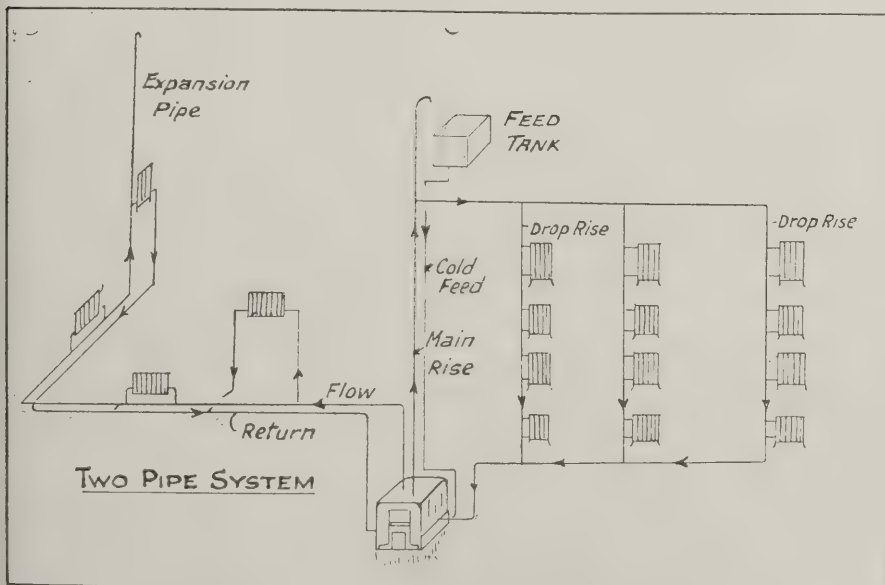 Expansion
Pipe
FEED
TANK
Drop Rise
Drop Rise
Cold
Feed
Main
Rise
Flow
Return
TWO PIPE SYSTEM